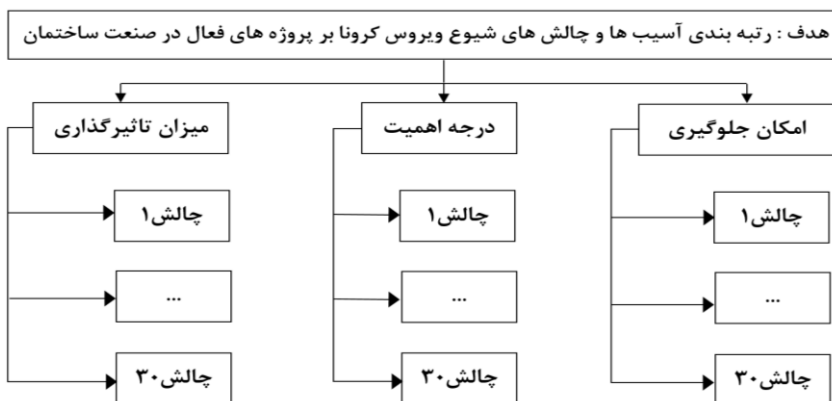 هدف : رتبه بندی آسیب ها و چالش های شیوع ویروس کرونا بر پروژه های فعال در صنعت ساختمان
امکان جلوگیری
درجه اهمیت
میزان تاثیرگذاری
چالش۱
چالش۱
چالش۱
...
...
...
چالش۳۰
چالش۳۰
چالش۳۰